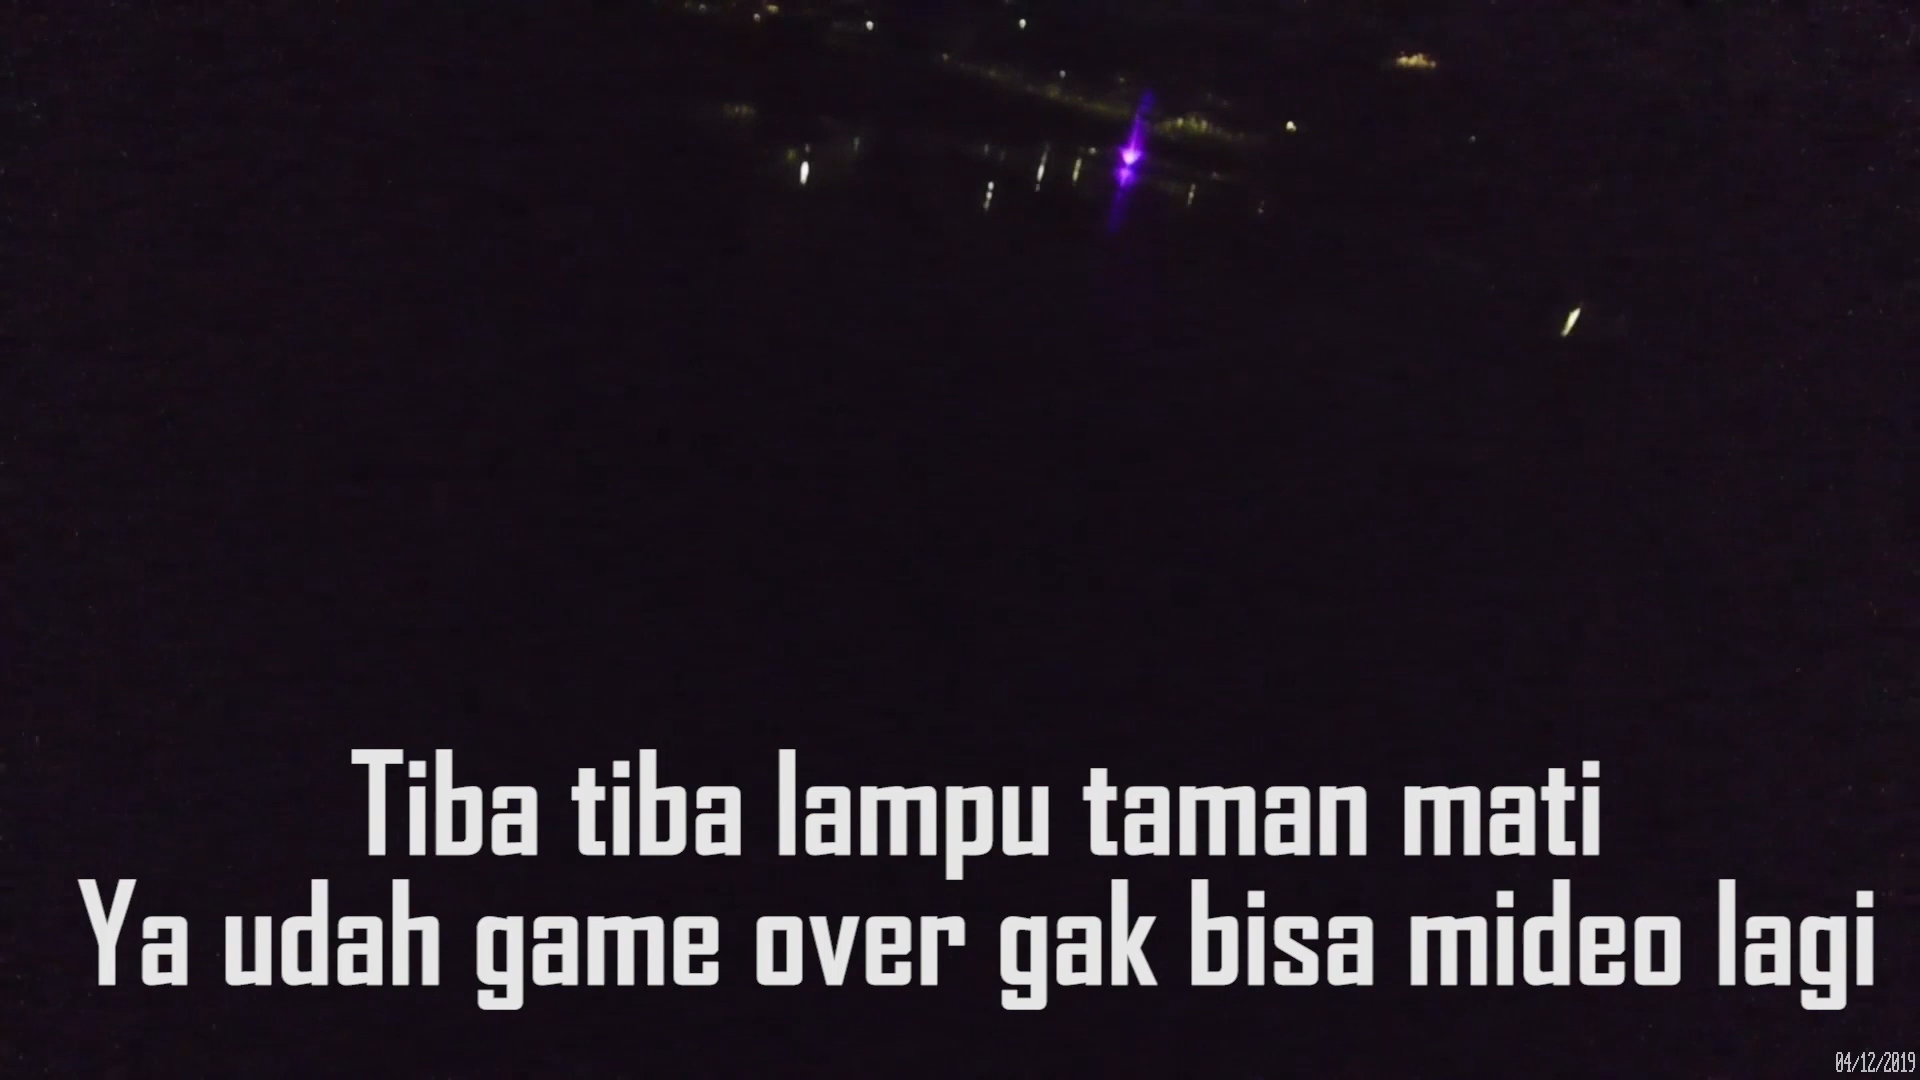 Tiba tiba lampu taman mati
Ya udah game over gak bisa mideo lagi
04/12/2019